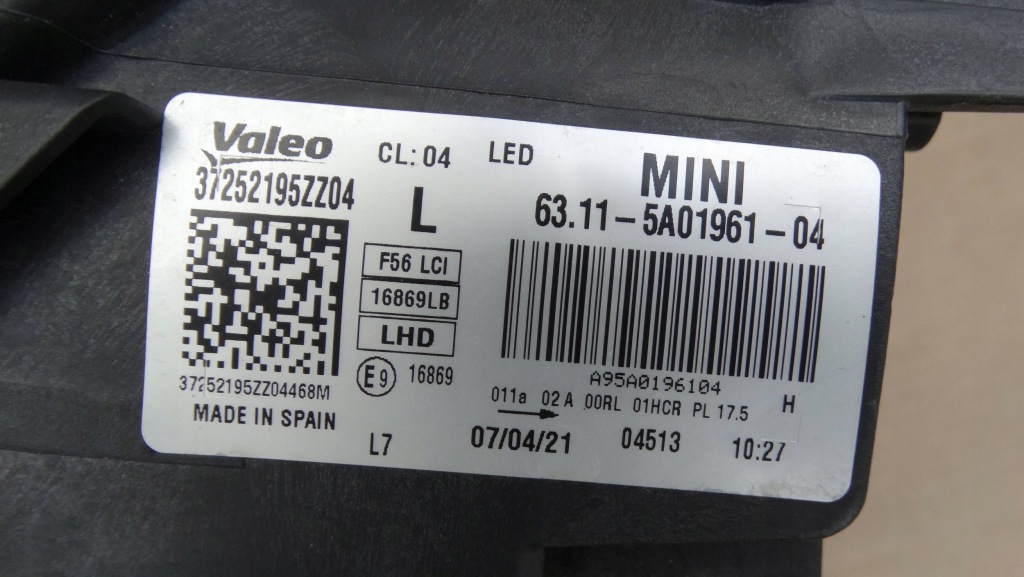 Valeo
37252195ZZ04
CL: 04
LED
L
MINI
63.11-5A01961-04
F56 LCI
16869LB
LHD
E9 16869
37252195ZZ04468M
MADE IN SPAIN
A95A0196104
011a 02 A 00RL 01HCR PL 17.5 H
L7
07/04/21
04513
10:27